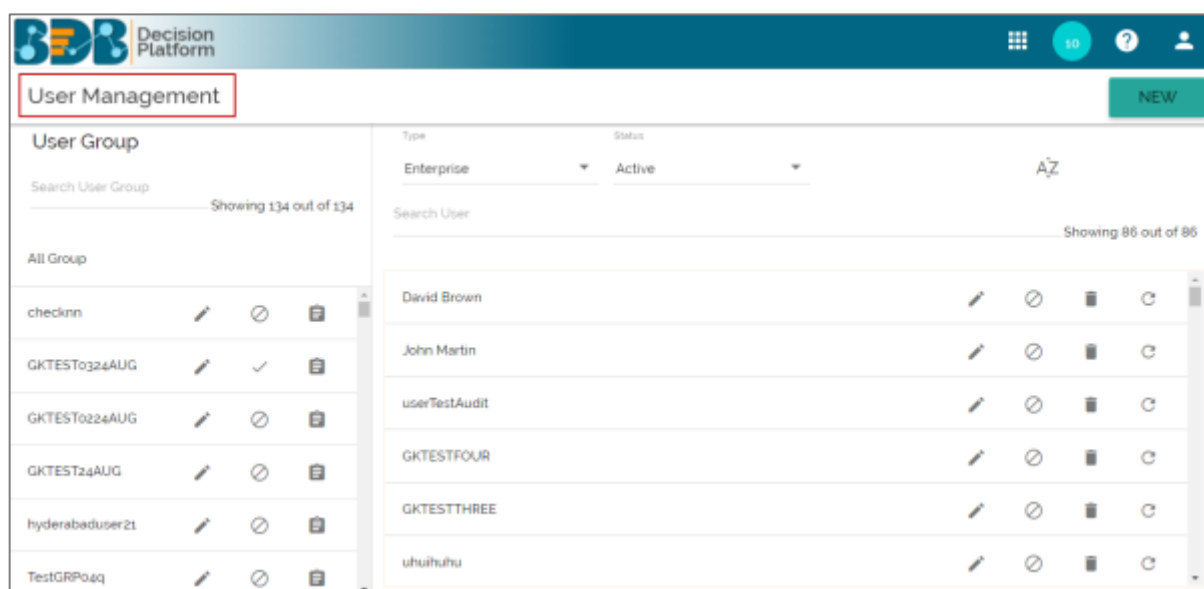 BDB Decision
Platform
10
?
User Management
NEW
User Group
Search User Group
Showing 134 out of 134
All Group
checknn
GKTEST0324AUG
GKTEST0224AUG
GKTEST24AUG
hyderabaduser21
TestGRP04q
Type
Status
Enterprise
Active
AZ
Search User
Showing 86 out of 86
David Brown
John Martin
userTestAudit
GKTESTFOUR
GKTESTTHREE
uhuihuhu